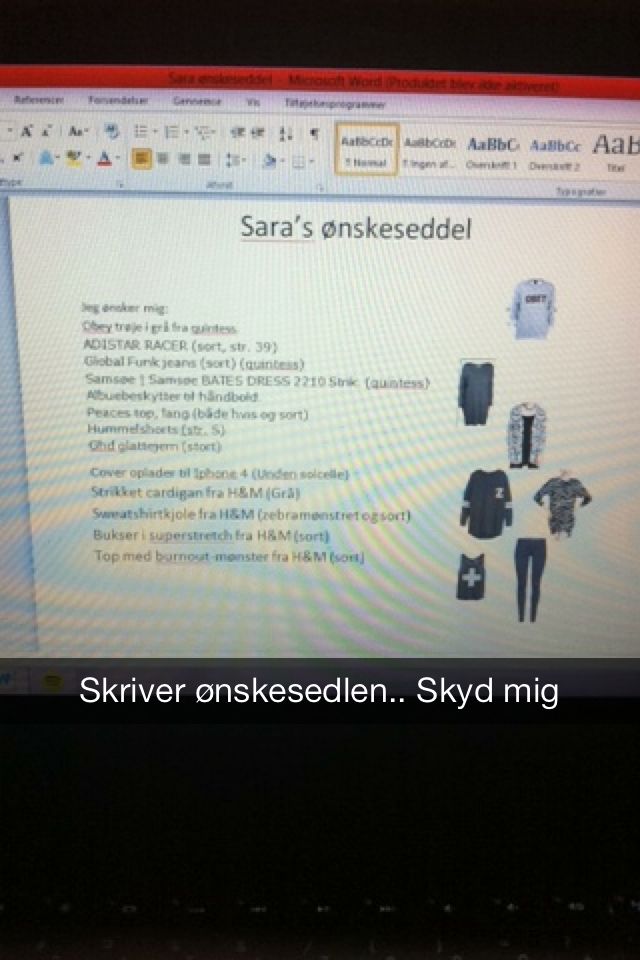 Sara ønskeseddel - Microsoft Word (Produktet blev ikke aktiveret)
Referencer Forsendelser Gennemse Vis Tilføjelsesprogrammer
AaBbCcDc AaBbCcDc AaBbC AaBbCc AaB
¶ Normal ¶ Ingen af... Overskrift 1 Overskrift 2 Titel
Afsnit
Typografier
Sara's ønskeseddel
Jeg ønsker mig:
Obey trøje i grå fra quintess
ADISTAR RACER (sort, str. 39)
Global Funk jeans (sort) (quintess)
Samsøe | Samsøe BATES DRESS 2210 Strik (quintess)
Albuebeskytter til håndbold
Peaces top, lang (både hvis og sort)
Hummelshorts (str. S)
Ghd glattejern (stort)
Cover oplader til Iphone 4 (Unden solcelle)
Strikket cardigan fra H&M (Grå)
Sweatshirtkjole fra H&M (zebramønstret og sort)
Bukser i superstretch fra H&M (sort)
Top med burnout-mønster fra H&M (sort)
OBEY
Z
Skriver ønskesedlen.. Skyd mig